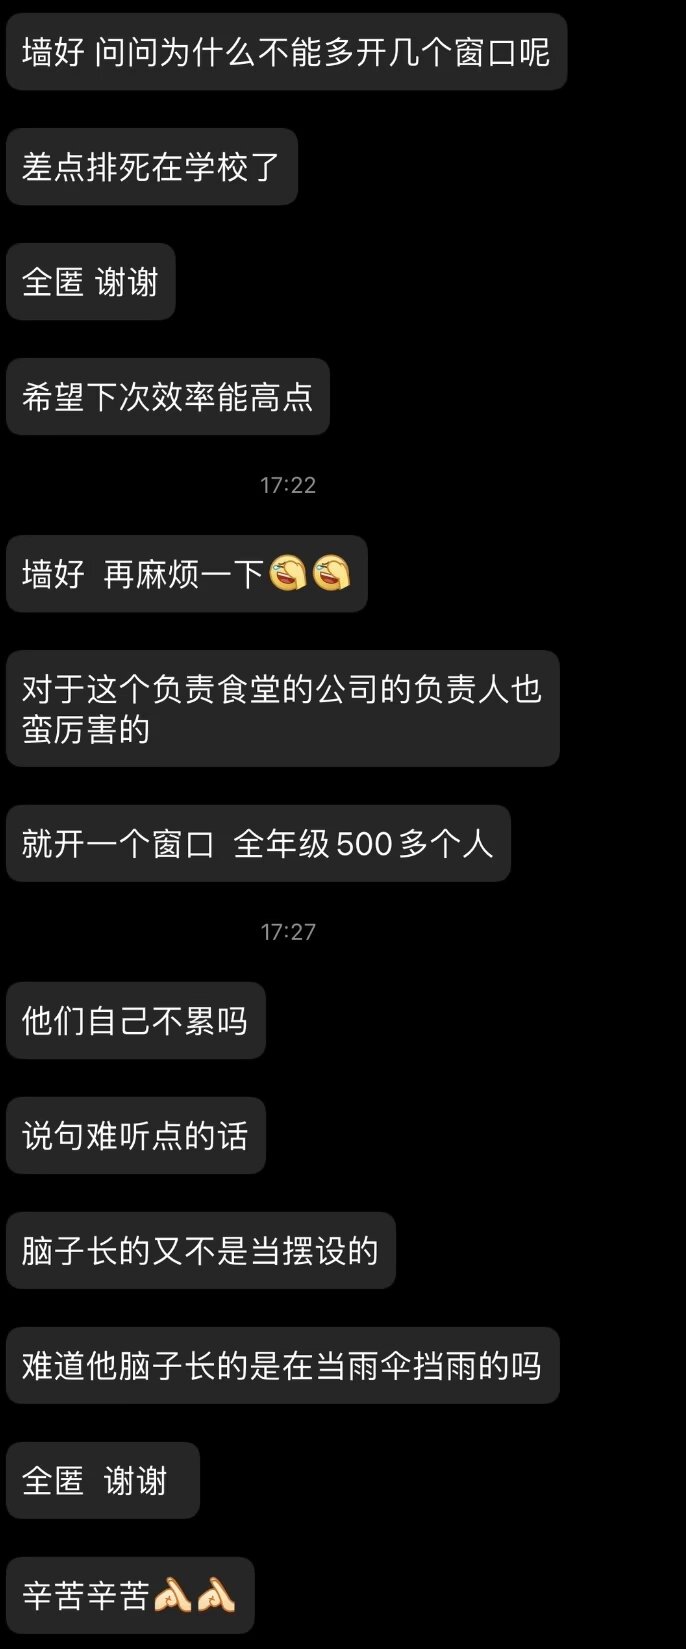 墙好 问问为什么不能多开几个窗口呢
差点排死在学校了
全匿 谢谢
希望下次效率能高点
17:22
墙好 再麻烦一下
对于这个负责食堂的公司的负责人也
蛮厉害的
就开一个窗口 全年级500多个人
17:27
他们自己不累吗
说句难听点的话
脑子长的又不是当摆设的
难道他脑子长的是在当雨伞挡雨的吗
全匿 谢谢
辛苦辛苦